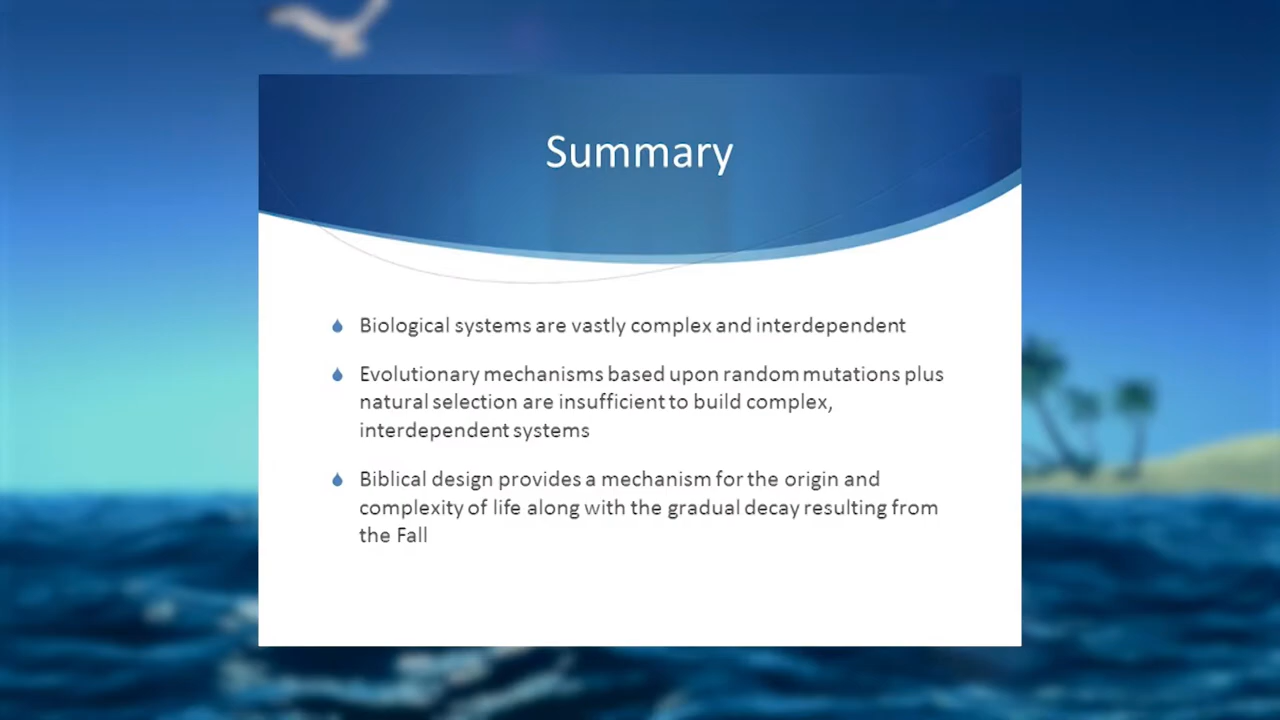 Summary
Biological systems are vastly complex and interdependent
Evolutionary mechanisms based upon random mutations plus
natural selection are insufficient to build complex,
interdependent systems
Biblical design provides a mechanism for the origin and
complexity of life along with the gradual decay resulting from
the Fall